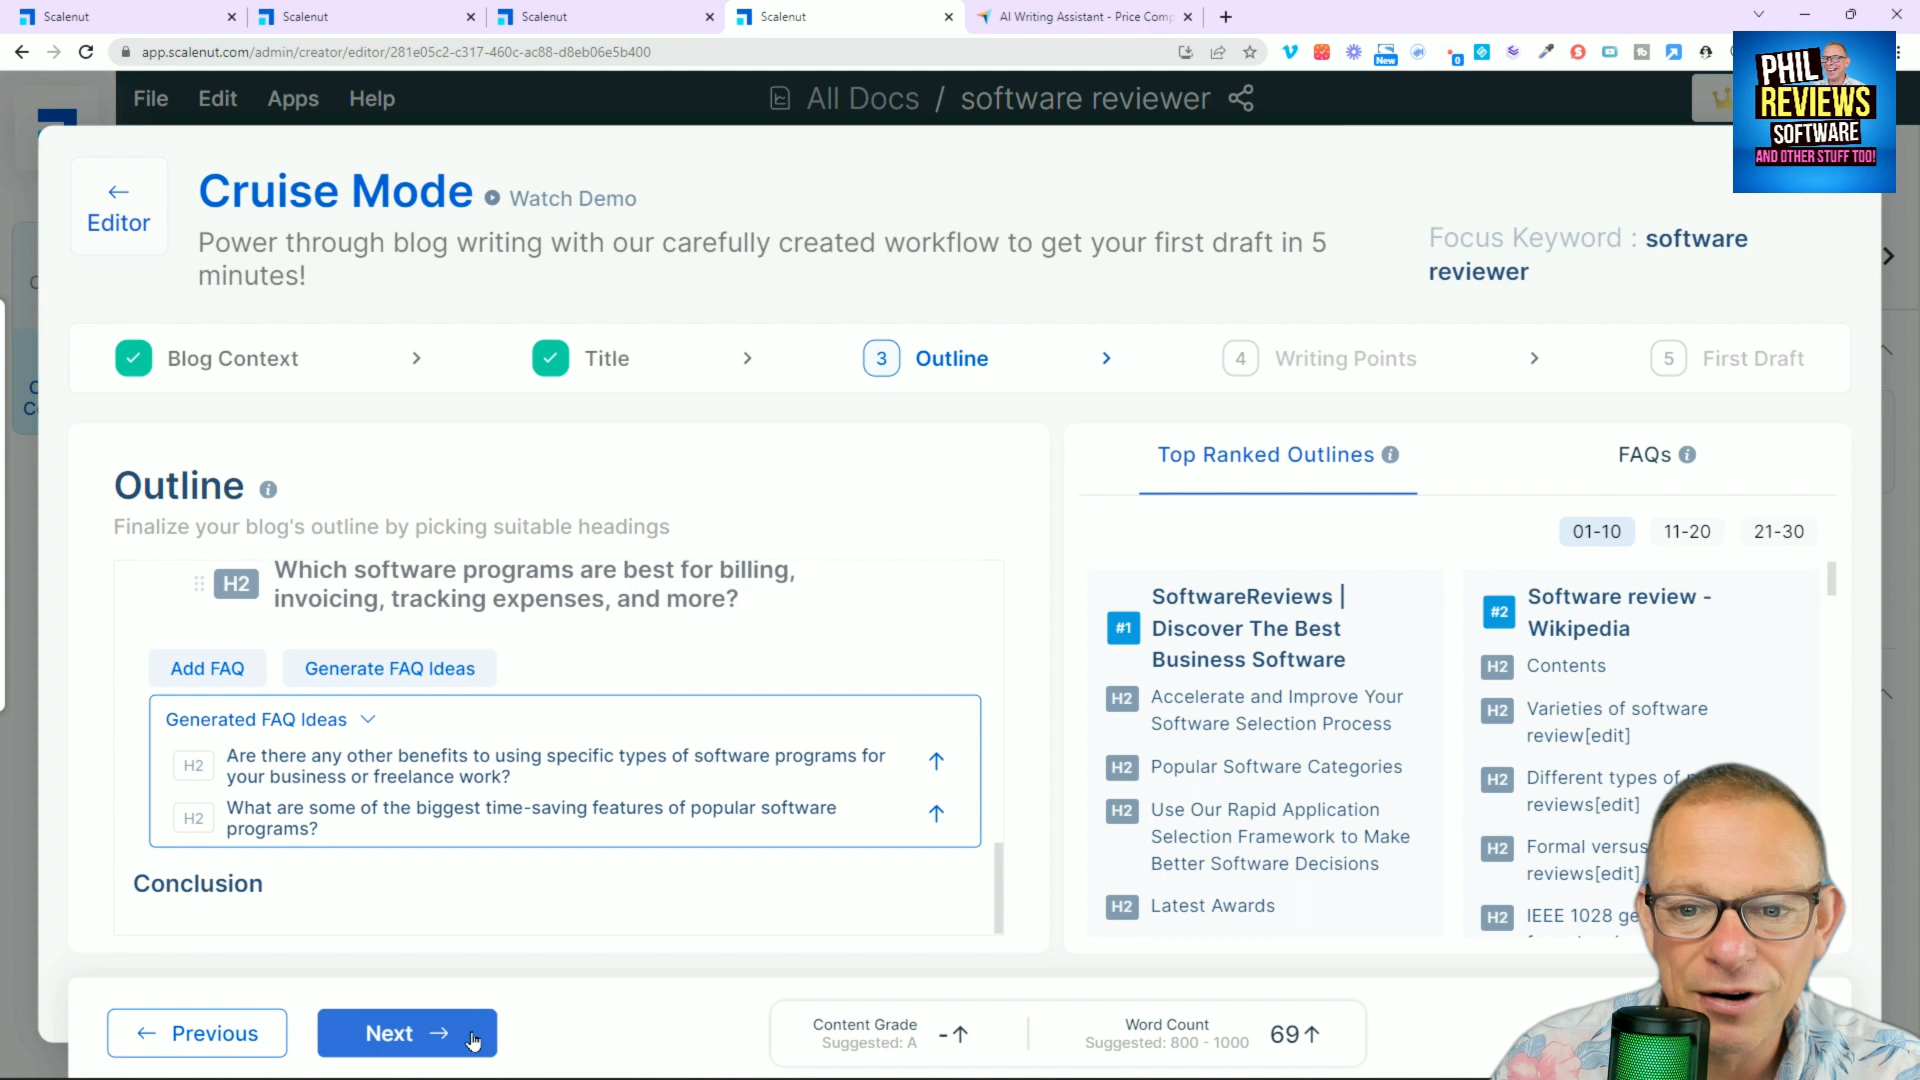 Scalenut
Scalenut
Scalenut
Scalenut
AI Writing Assistant - Price Comp
app.scalenut.com/admin/creator/editor/281e05c2-c317-460c-ac88-d8eb06e5b400
New
0
File
Edit
Apps
Help
All Docs / software reviewer
PHIL
REVIEWS
SOFTWARE
AND OTHER STUFF TOO!
← Editor
Cruise Mode
Watch Demo
Power through blog writing with our carefully created workflow to get your first draft in 5
minutes!
Focus Keyword : software
reviewer
Blog Context
Title
3 Outline
4 Writing Points
5 First Draft
Outline
Finalize your blog's outline by picking suitable headings
H2 Which software programs are best for billing,
invoicing, tracking expenses, and more?
Add FAQ
Generate FAQ Ideas
Generated FAQ Ideas
H2 Are there any other benefits to using specific types of software programs for
your business or freelance work?
H2 What are some of the biggest time-saving features of popular software
programs?
Conclusion
Top Ranked Outlines
FAQs
01-10
11-20
21-30
#1 SoftwareReviews |
Discover The Best
Business Software
H2 Accelerate and Improve Your
Software Selection Process
H2 Popular Software Categories
H2 Use Our Rapid Application
Selection Framework to Make
Better Software Decisions
H2 Latest Awards
#2 Software review -
Wikipedia
H2 Contents
H2 Varieties of software
review[edit]
H2 Different types of
reviews[edit]
H2 Formal versus
reviews[edit]
H2 IEEE 1028 ge
← Previous
Next →
Content Grade
Suggested: A
-↑
Word Count
Suggested: 800 - 1000
69↑